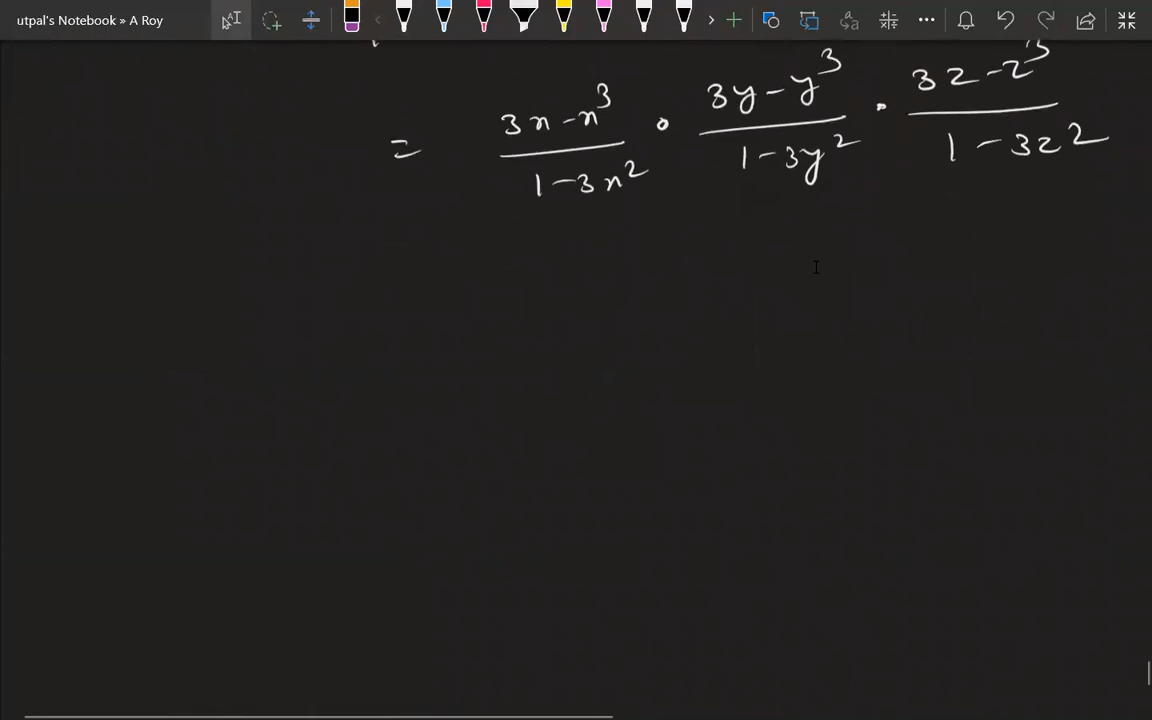 utpal's Notebook » A Roy
= 3x - x^3 / 1 - 3x^2 · 3y - y^3 / 1 - 3y^2 · 3z - z^3 / 1 - 3z^2